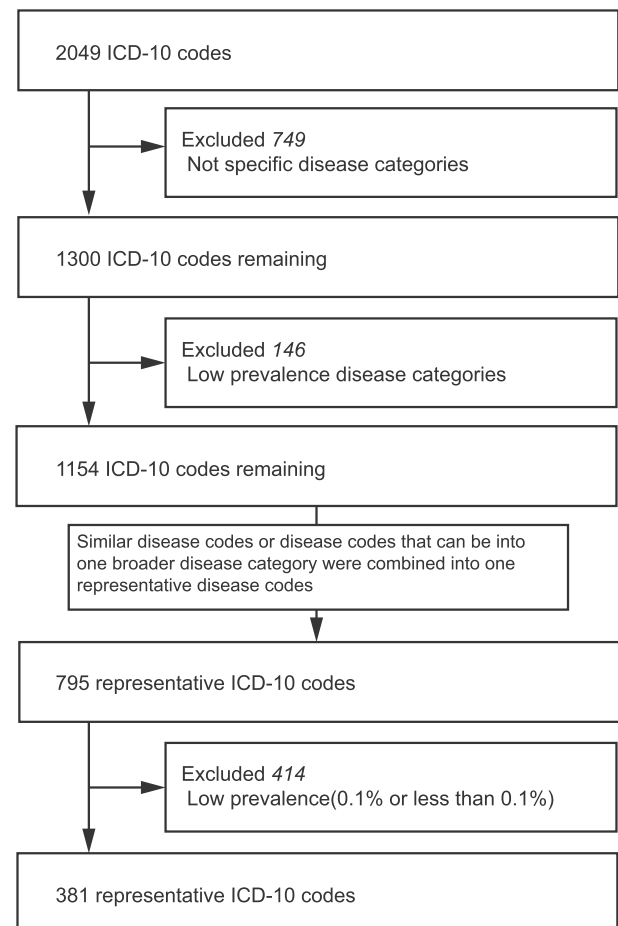 2049 ICD-10 codes
Excluded 749
Not specific disease categories
1300 ICD-10 codes remaining
Excluded 146
Low prevalence disease categories
1154 ICD-10 codes remaining
Similar disease codes or disease codes that can be into
one broader disease category were combined into one
representative disease codes
795 representative ICD-10 codes
Excluded 414
Low prevalence(0.1% or less than 0.1%)
381 representative ICD-10 codes